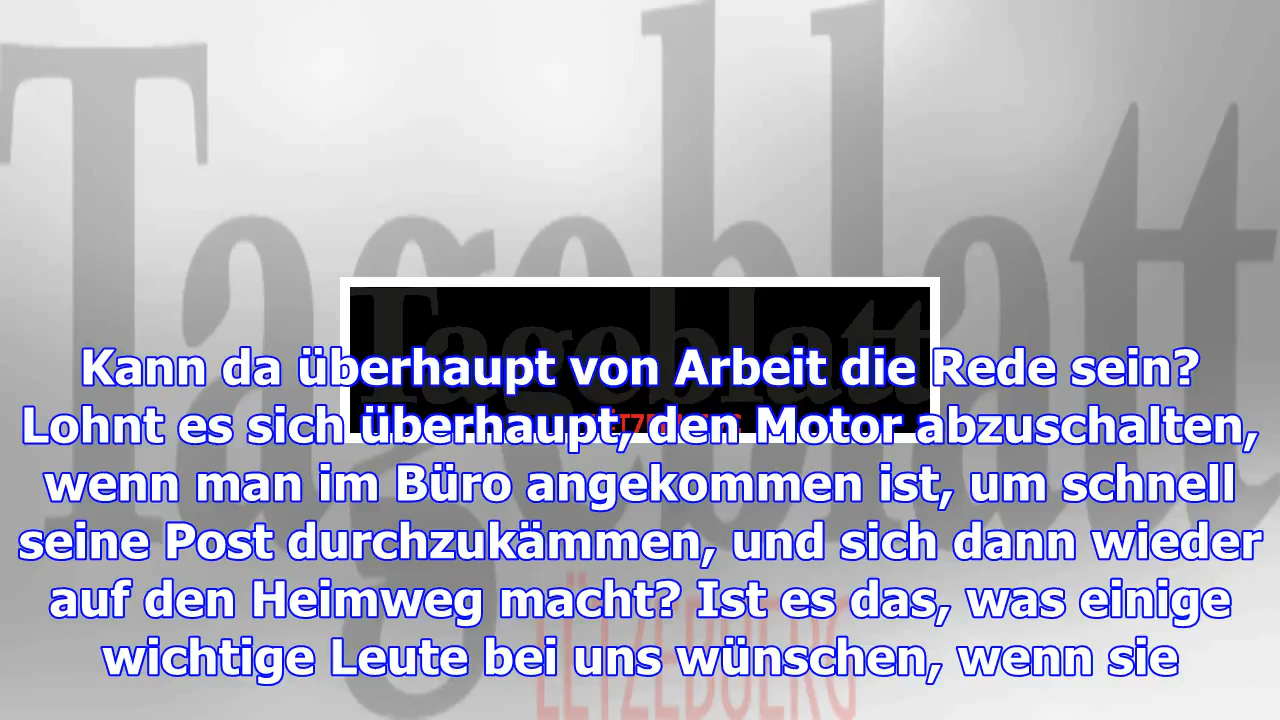 Tageblatt
LËTZEBUERG
Kann da überhaupt von Arbeit die Rede sein?
Lohnt es sich überhaupt, den Motor abzuschalten,
wenn man im Büro angekommen ist, um schnell
seine Post durchzukämmen, und sich dann wieder
auf den Heimweg macht? Ist es das, was einige
wichtige Leute bei uns wünschen, wenn sie